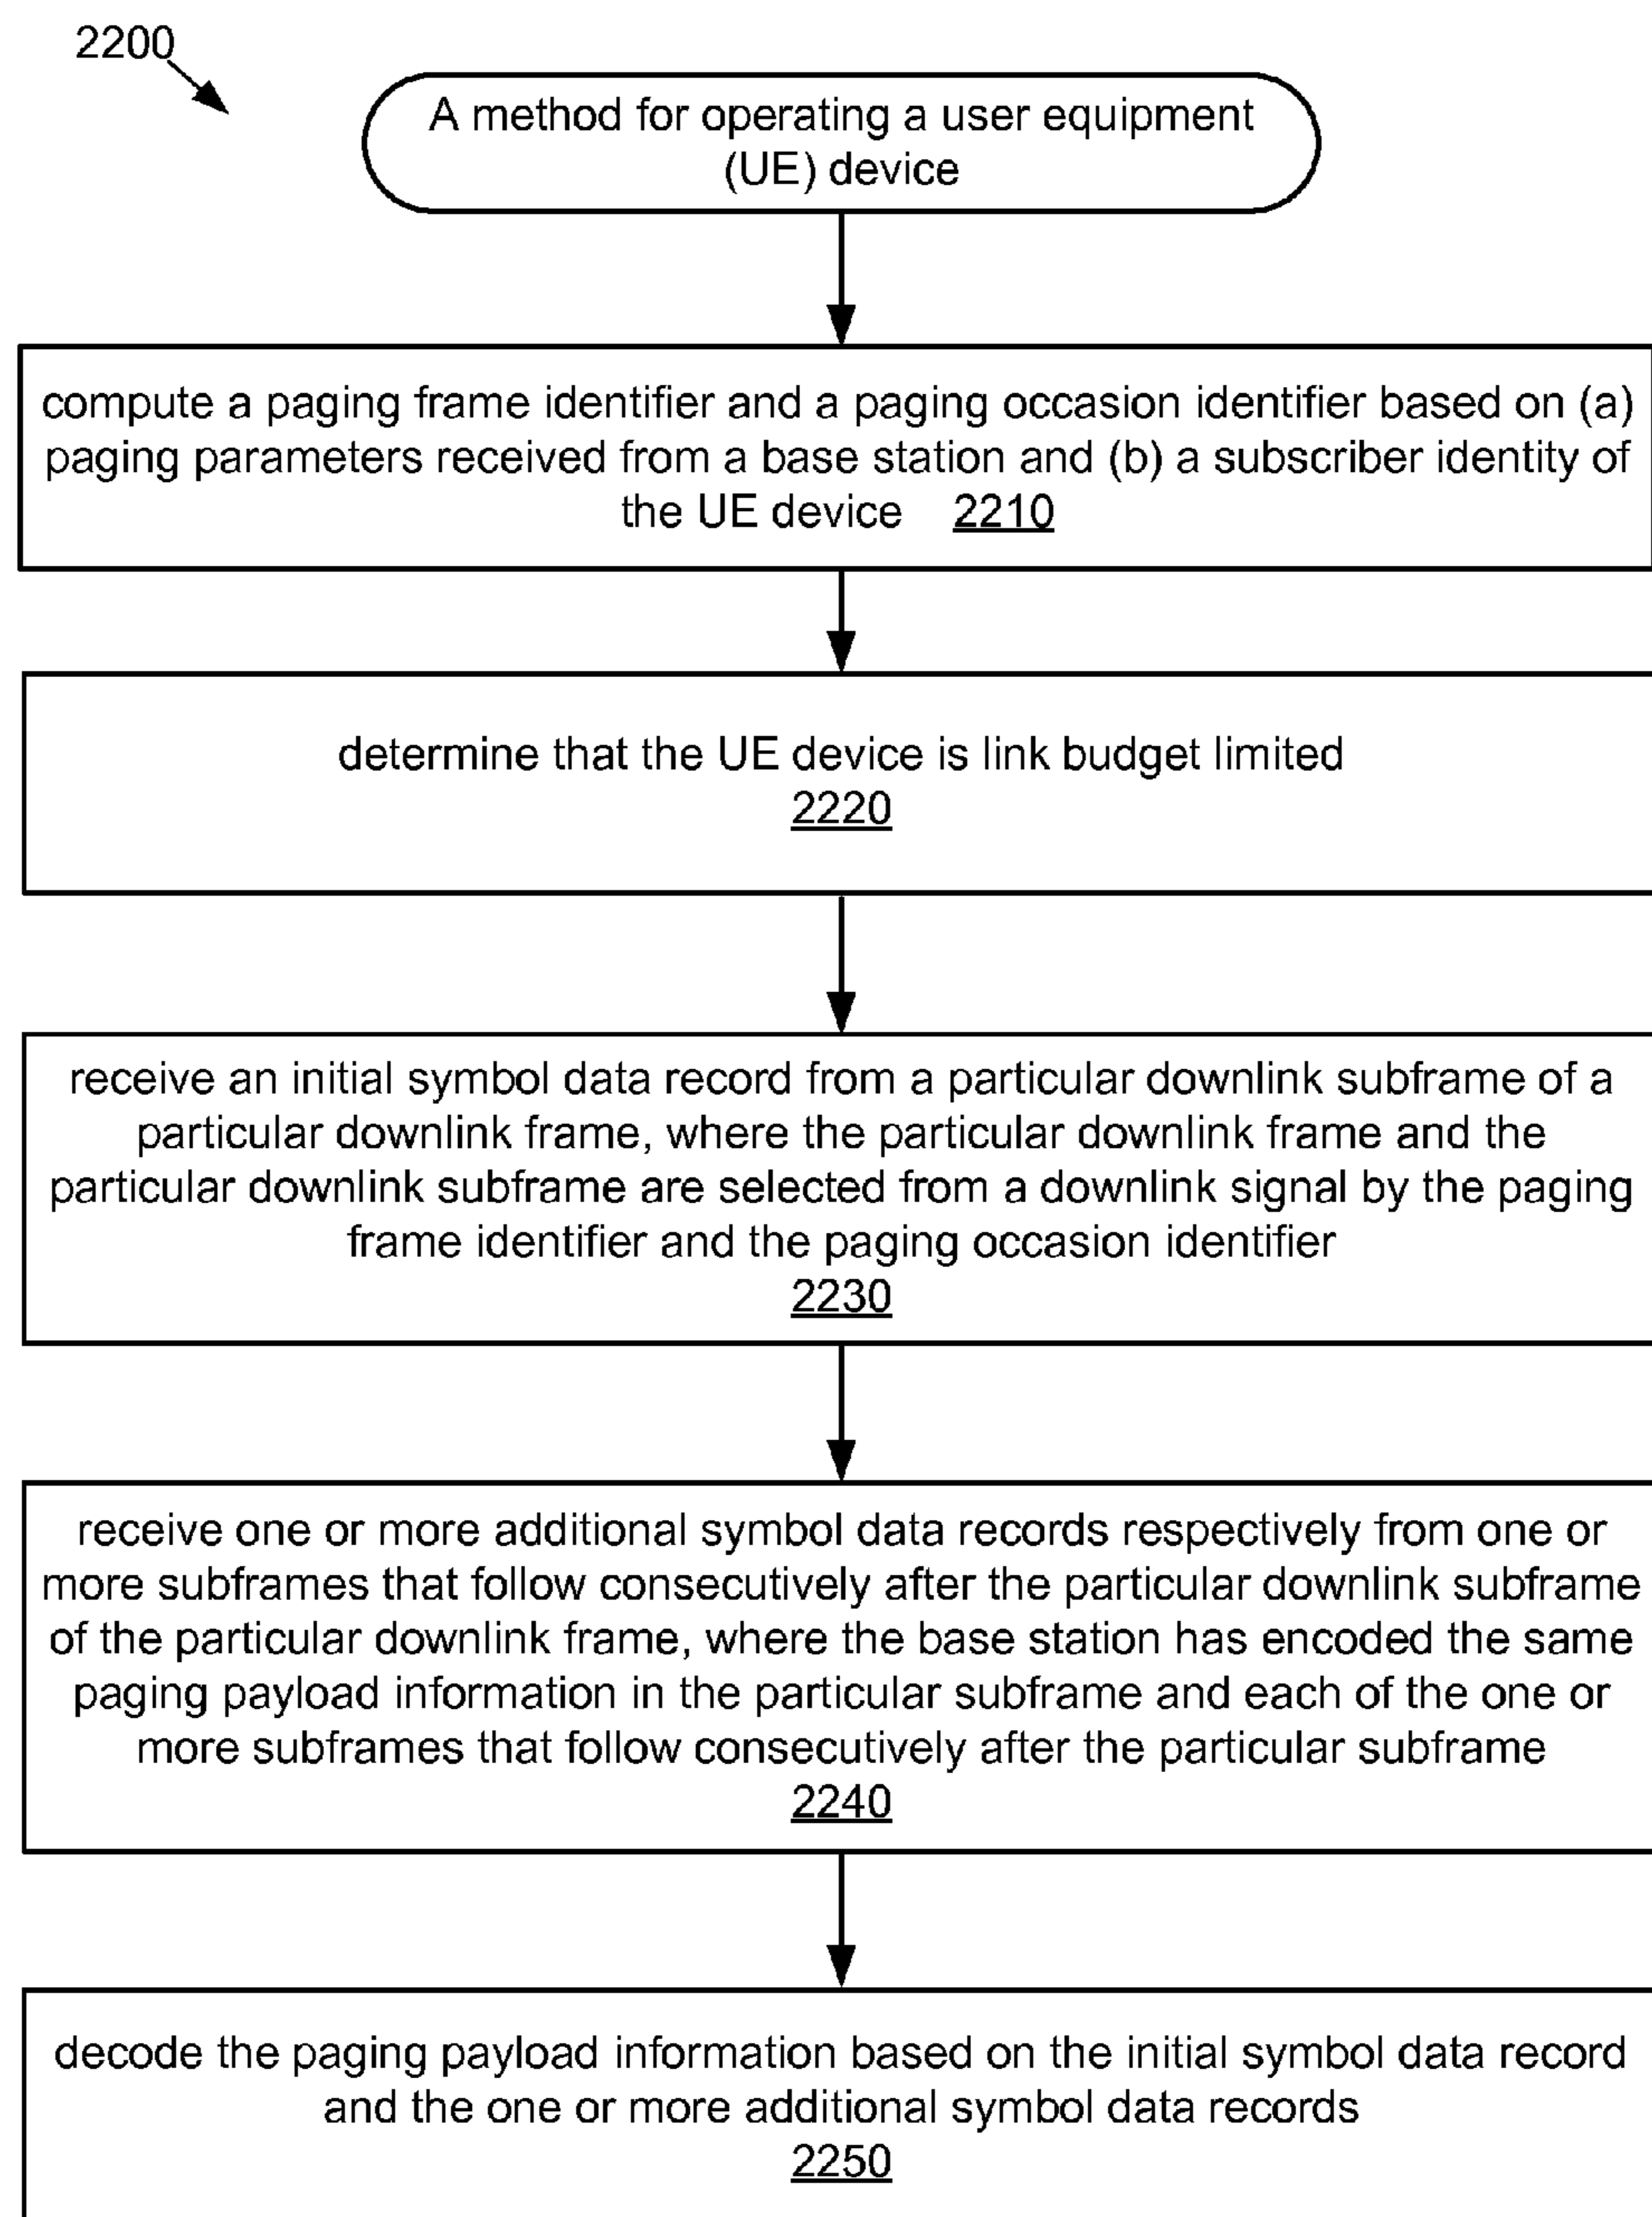 2200
A method for operating a user equipment
(UE) device
compute a paging frame identifier and a paging occasion identifier based on (a)
paging parameters received from a base station and (b) a subscriber identity of
the UE device 2210
determine that the UE device is link budget limited
2220
receive an initial symbol data record from a particular downlink subframe of a
particular downlink frame, where the particular downlink frame and the
particular downlink subframe are selected from a downlink signal by the paging
frame identifier and the paging occasion identifier
2230
receive one or more additional symbol data records respectively from one or
more subframes that follow consecutively after the particular downlink subframe
of the particular downlink frame, where the base station has encoded the same
paging payload information in the particular subframe and each of the one or
more subframes that follow consecutively after the particular subframe
2240
decode the paging payload information based on the initial symbol data record
and the one or more additional symbol data records
2250